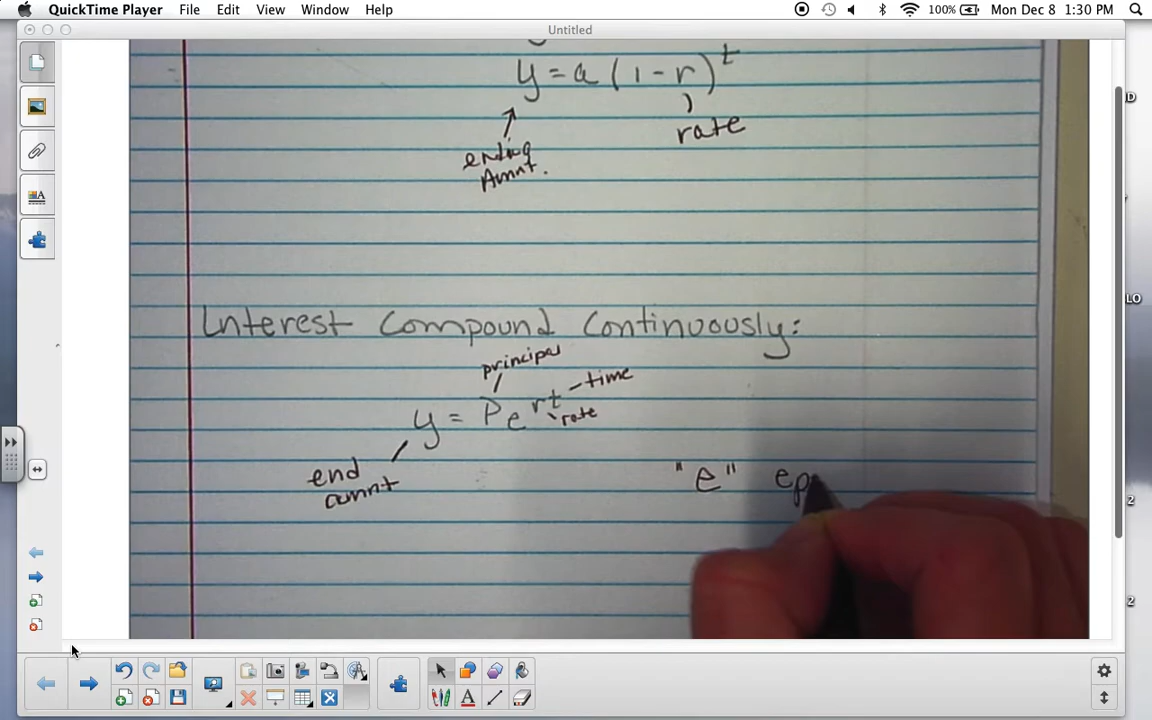 QuickTime Player File Edit View Window Help 100% Mon Dec 8 1:30 PM
Untitled
y = a (1 - r)^t
rate
ending
Amnt.
Interest Compound Continuously:
principal
y = Pe^rt
time
rate
end
amnt
"e" ep